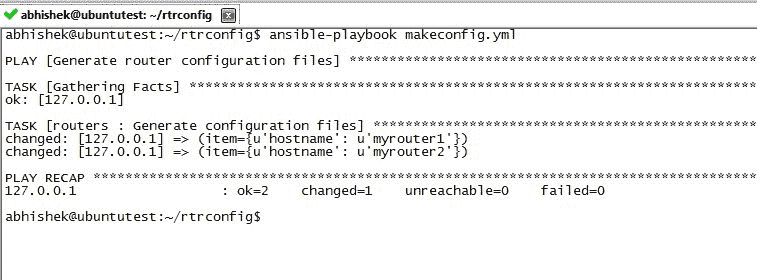 abhishek@ubuntutest: ~/rtrconfig
abhishek@ubuntutest:~/rtrconfig$ ansible-playbook makeconfig.yml
PLAY [Generate router configuration files] ****************************************************
TASK [Gathering Facts] ************************************************************************
ok: [127.0.0.1]
TASK [routers : Generate configuration files] *************************************************
changed: [127.0.0.1] => (item={u'hostname': u'myrouter1'})
changed: [127.0.0.1] => (item={u'hostname': u'myrouter2'})
PLAY RECAP ************************************************************************************
127.0.0.1                  : ok=2    changed=1    unreachable=0    failed=0
abhishek@ubuntutest:~/rtrconfig$